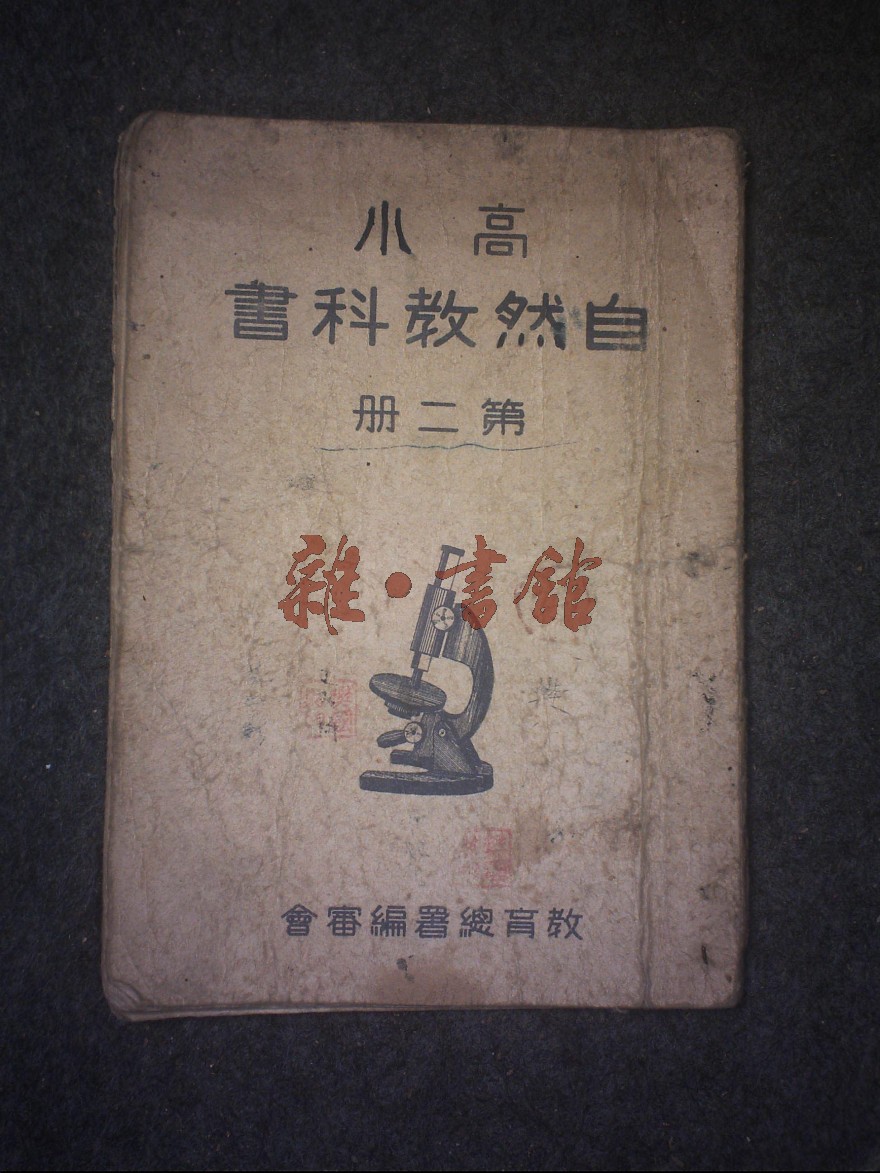 高小
自然教科書
第二册
雜·書館
教育總署編審會